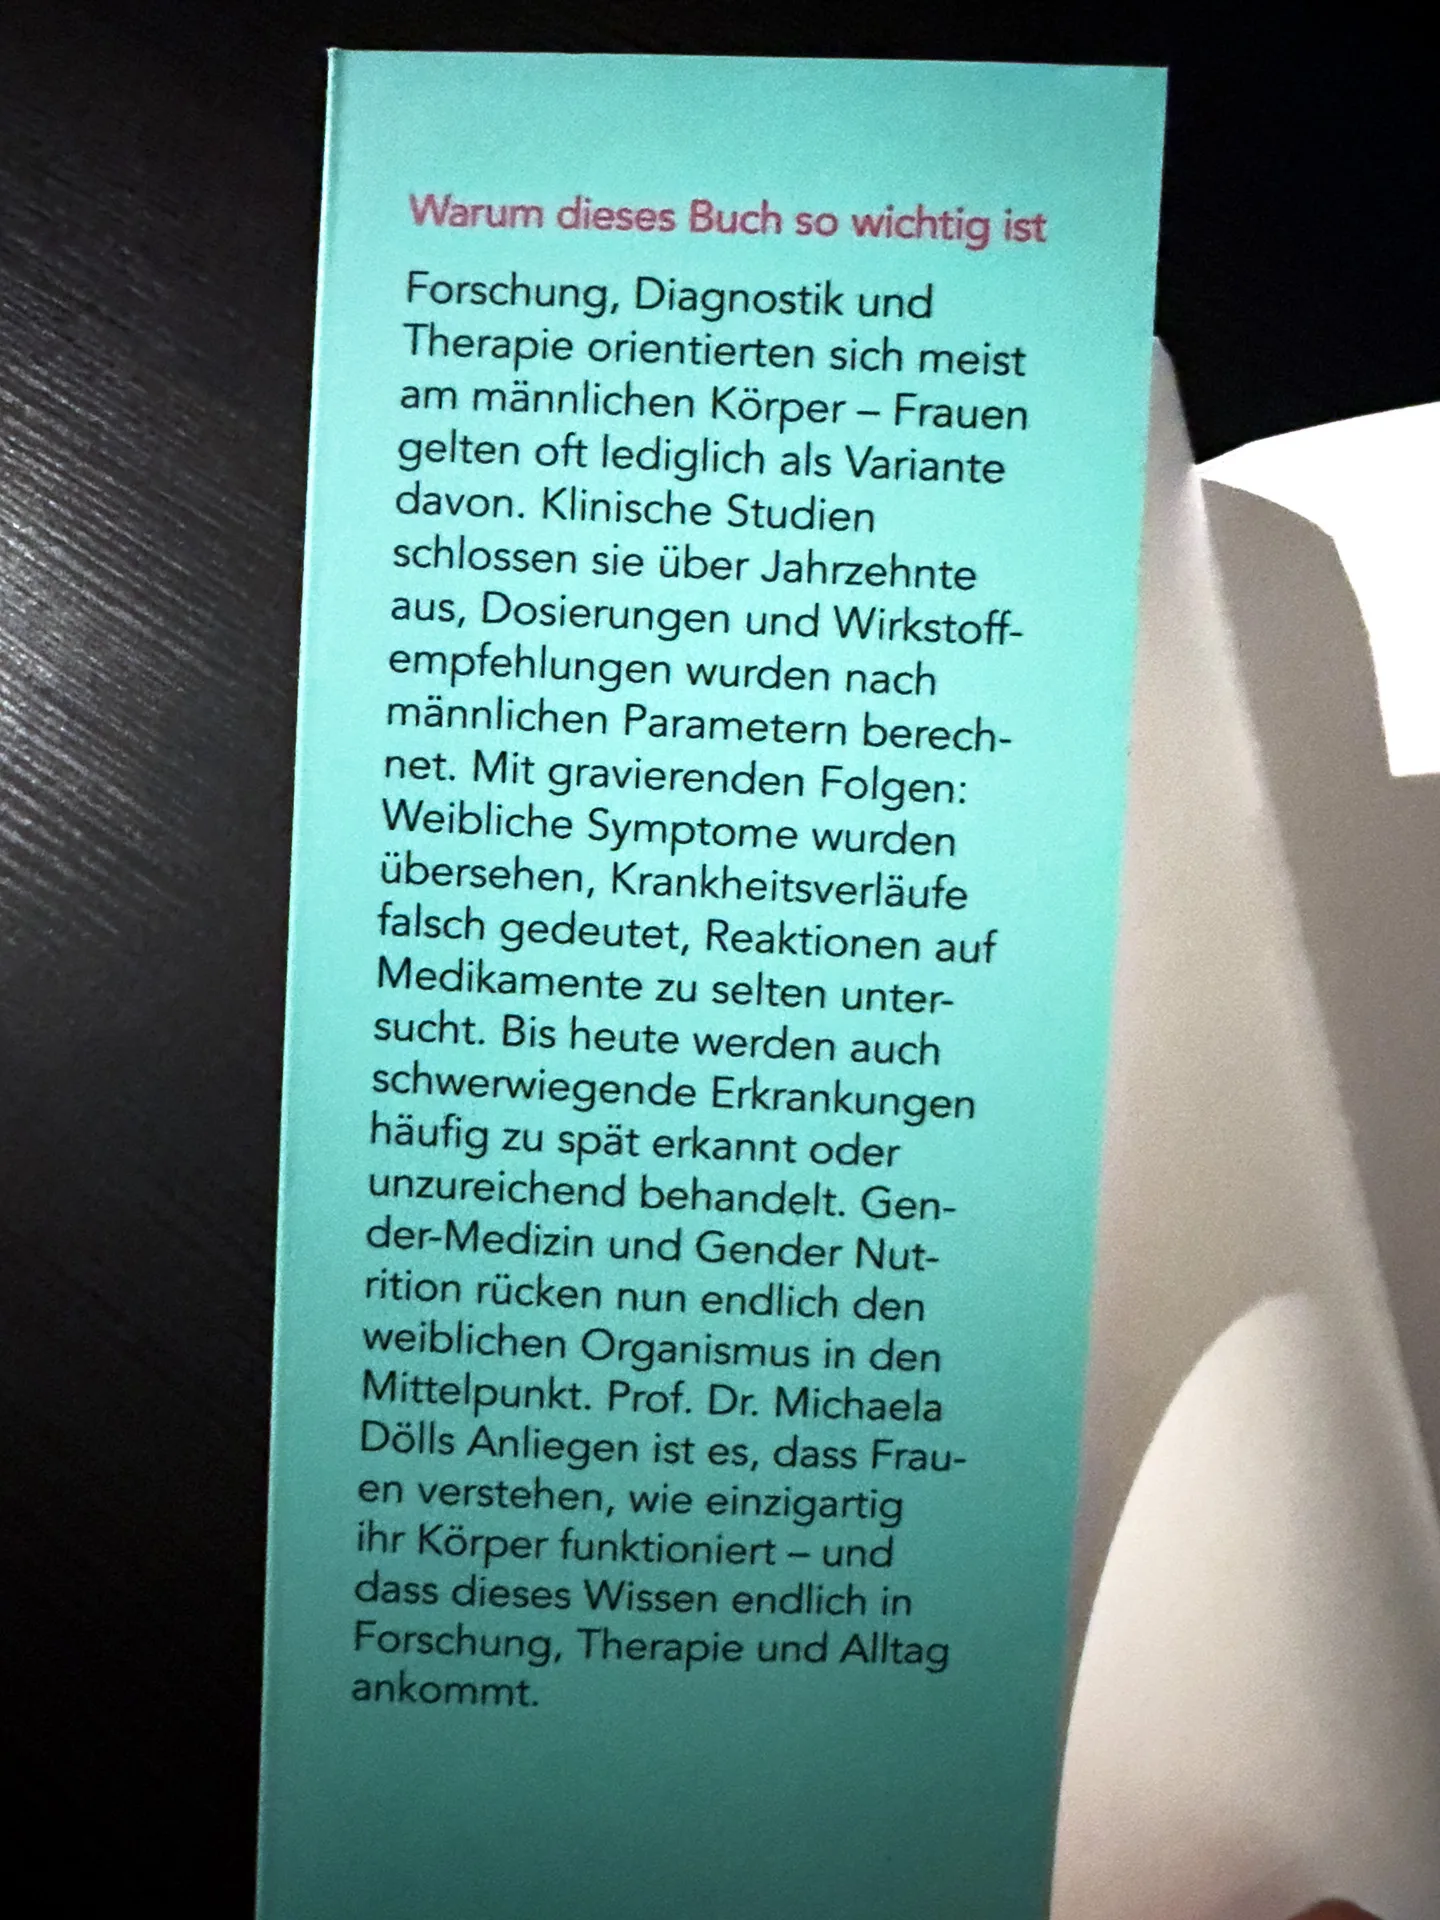 Warum dieses Buch so wichtig ist
Forschung, Diagnostik und
Therapie orientierten sich meist
am männlichen Körper – Frauen
gelten oft lediglich als Variante
davon. Klinische Studien
schlossen sie über Jahrzehnte
aus, Dosierungen und Wirkstoff-
empfehlungen wurden nach
männlichen Parametern berech-
net. Mit gravierenden Folgen:
Weibliche Symptome wurden
übersehen, Krankheitsverläufe
falsch gedeutet, Reaktionen auf
Medikamente zu selten unter-
sucht. Bis heute werden auch
schwerwiegende Erkrankungen
häufig zu spät erkannt oder
unzureichend behandelt. Gen-
der-Medizin und Gender Nut-
rition rücken nun endlich den
weiblichen Organismus in den
Mittelpunkt. Prof. Dr. Michaela
Dölls Anliegen ist es, dass Frau-
en verstehen, wie einzigartig
ihr Körper funktioniert – und
dass dieses Wissen endlich in
Forschung, Therapie und Alltag
ankommt.